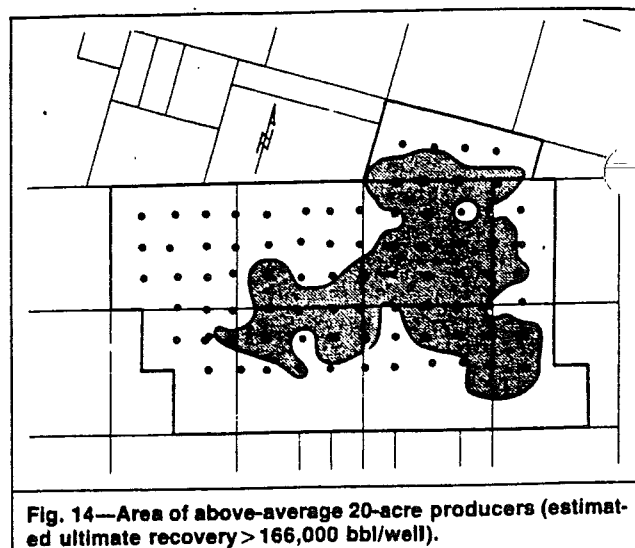 Fig. 14—Area of above-average 20-acre producers (estimat-
ed ultimate recovery > 166,000 bbl/well).